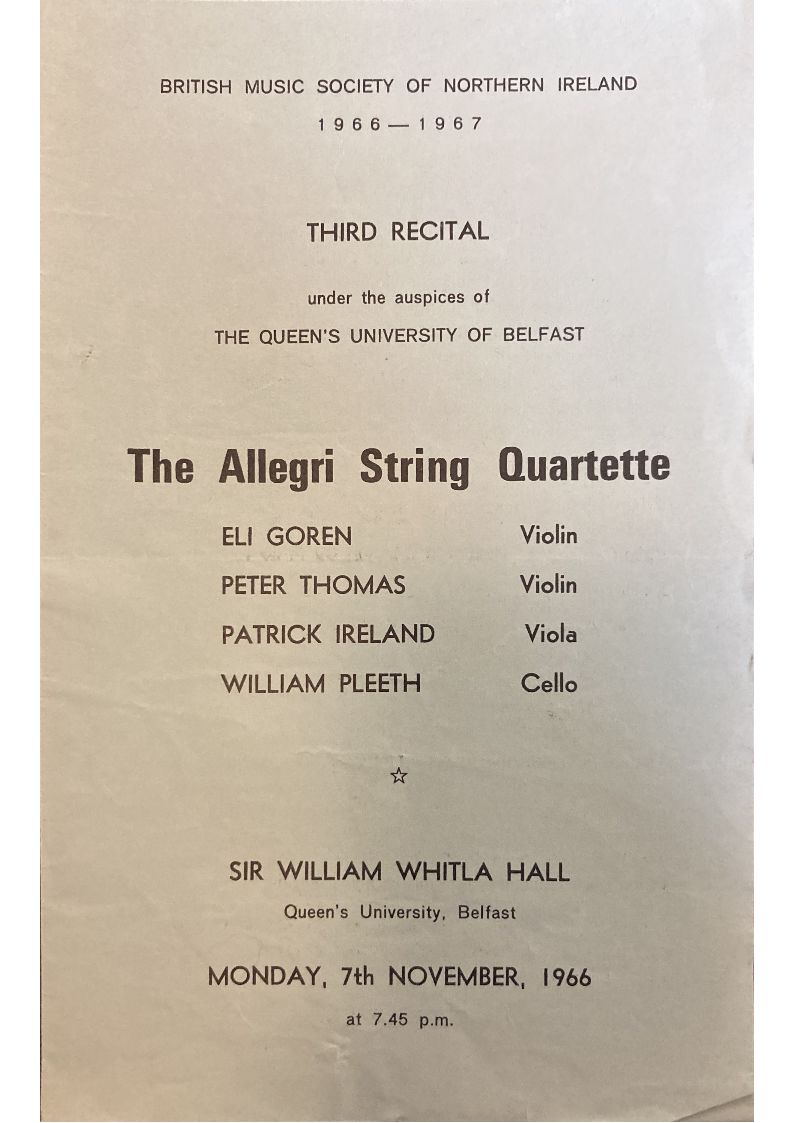 BRITISH MUSIC SOCIETY OF NORTHERN IRELAND
1966—1967
THIRD RECITAL
under the auspices of
THE QUEEN'S UNIVERSITY OF BELFAST
The Allegri String Quartette
ELI GOREN Violin
PETER THOMAS Violin
PATRICK IRELAND Viola
WILLIAM PLEETH Cello
☆
SIR WILLIAM WHITLA HALL
Queen's University, Belfast
MONDAY, 7th NOVEMBER, 1966
at 7.45 p.m.